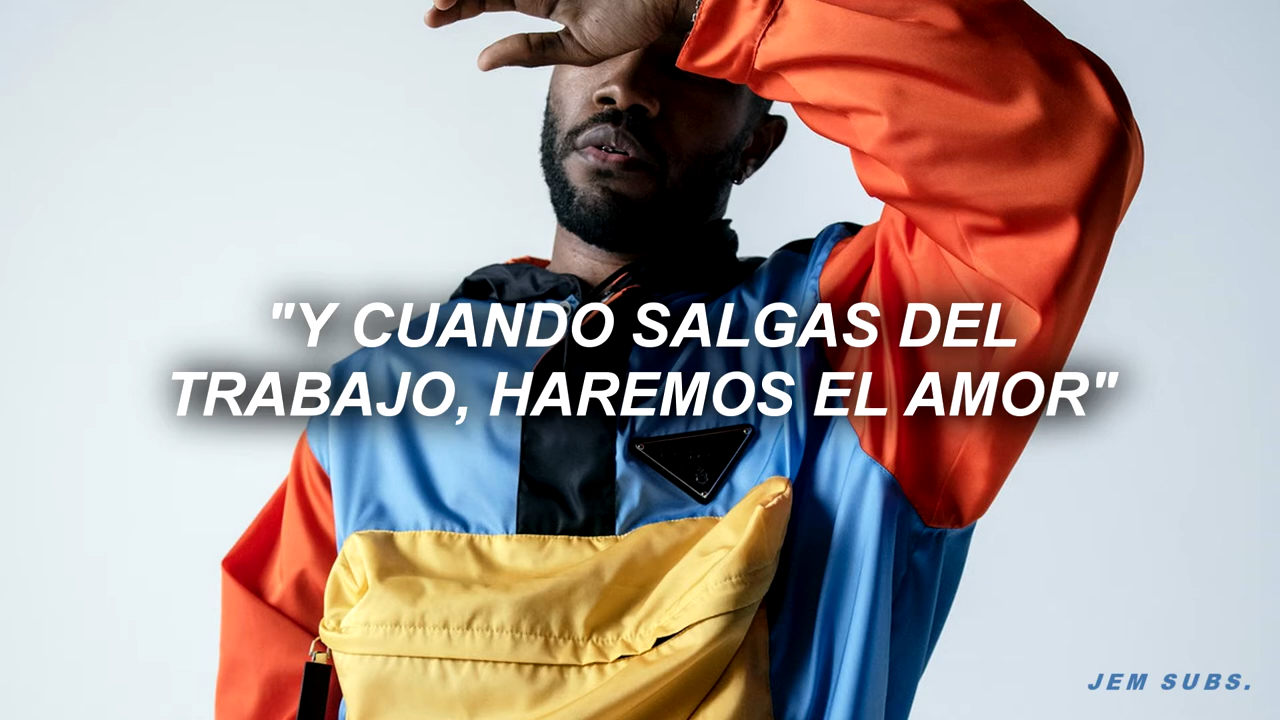 "Y CUANDO SALGAS DEL
TRABAJO, HAREMOS EL AMOR"
JEM SUBS.